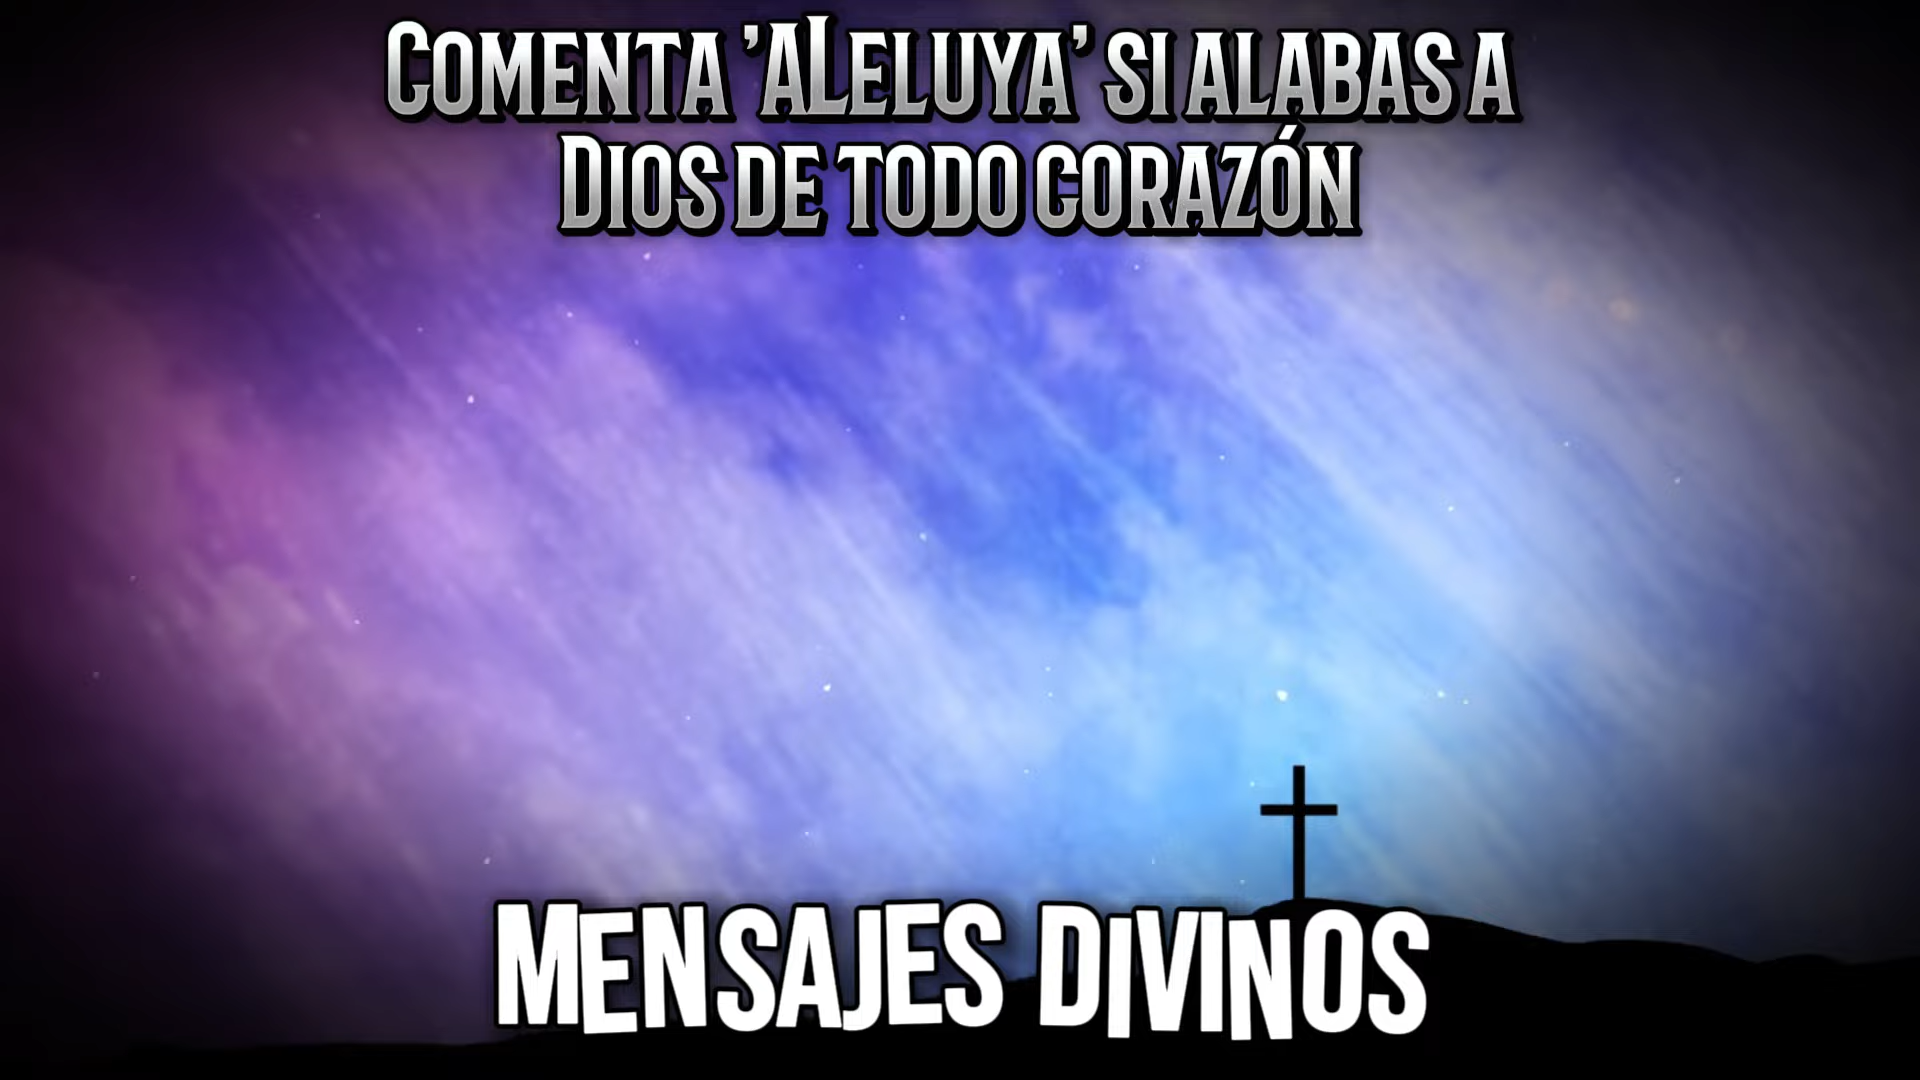 Comenta 'ALeluya' si alabas a
Dios de todo corazón
MENSAJES DIVINOS